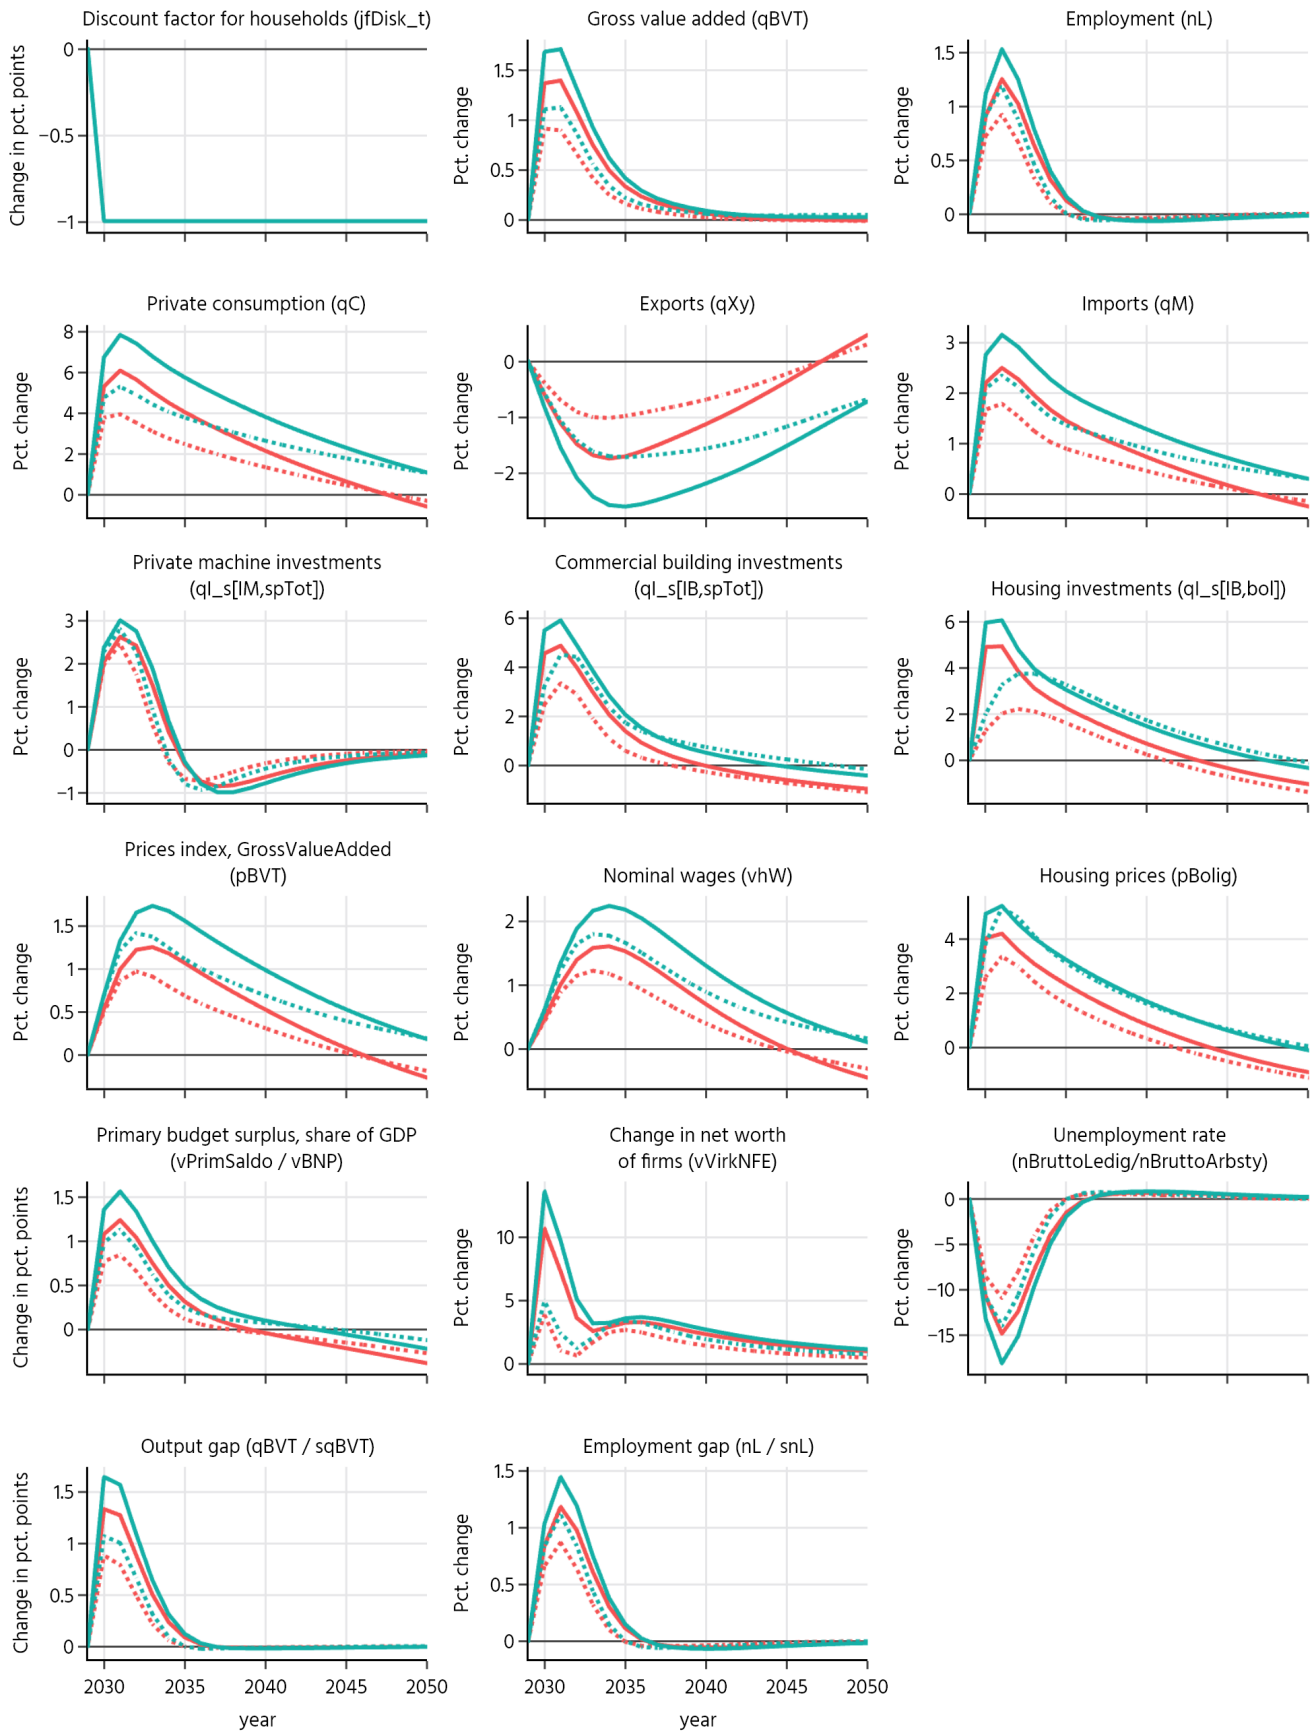 Discount factor for households (jfDisk_t)
Change in pct. points
0
−0.5
−1
Gross value added (qBVT)
Pct. change
1.5
1
0.5
0
Employment (nL)
Pct. change
1.5
1
0.5
0
Private consumption (qC)
Pct. change
8
6
4
2
0
Exports (qXy)
Pct. change
0
−1
−2
Imports (qM)
Pct. change
3
2
1
0
Private machine investments
(qI_s[IM,spTot])
Pct. change
3
2
1
0
−1
Commercial building investments
(qI_s[IB,spTot])
Pct. change
6
4
2
0
Housing investments (qI_s[IB,bol])
Pct. change
6
4
2
0
Prices index, GrossValueAdded
(pBVT)
Pct. change
1.5
1
0.5
0
Nominal wages (vhW)
Pct. change
2
1
0
Housing prices (pBolig)
Pct. change
4
2
0
Primary budget surplus, share of GDP
(vPrimSaldo / vBNP)
Change in pct. points
1.5
1
0.5
0
Change in net worth
of firms (vVirkNFE)
Pct. change
10
5
0
Unemployment rate
(nBruttoLedig/nBruttoArbsty)
Pct. change
0
−5
−10
−15
Output gap (qBVT / sqBVT)
Change in pct. points
1.5
1
0.5
0
2030 2035 2040 2045 2050
year
Employment gap (nL / snL)
Pct. change
1.5
1
0.5
0
2030 2035 2040 2045 2050
year